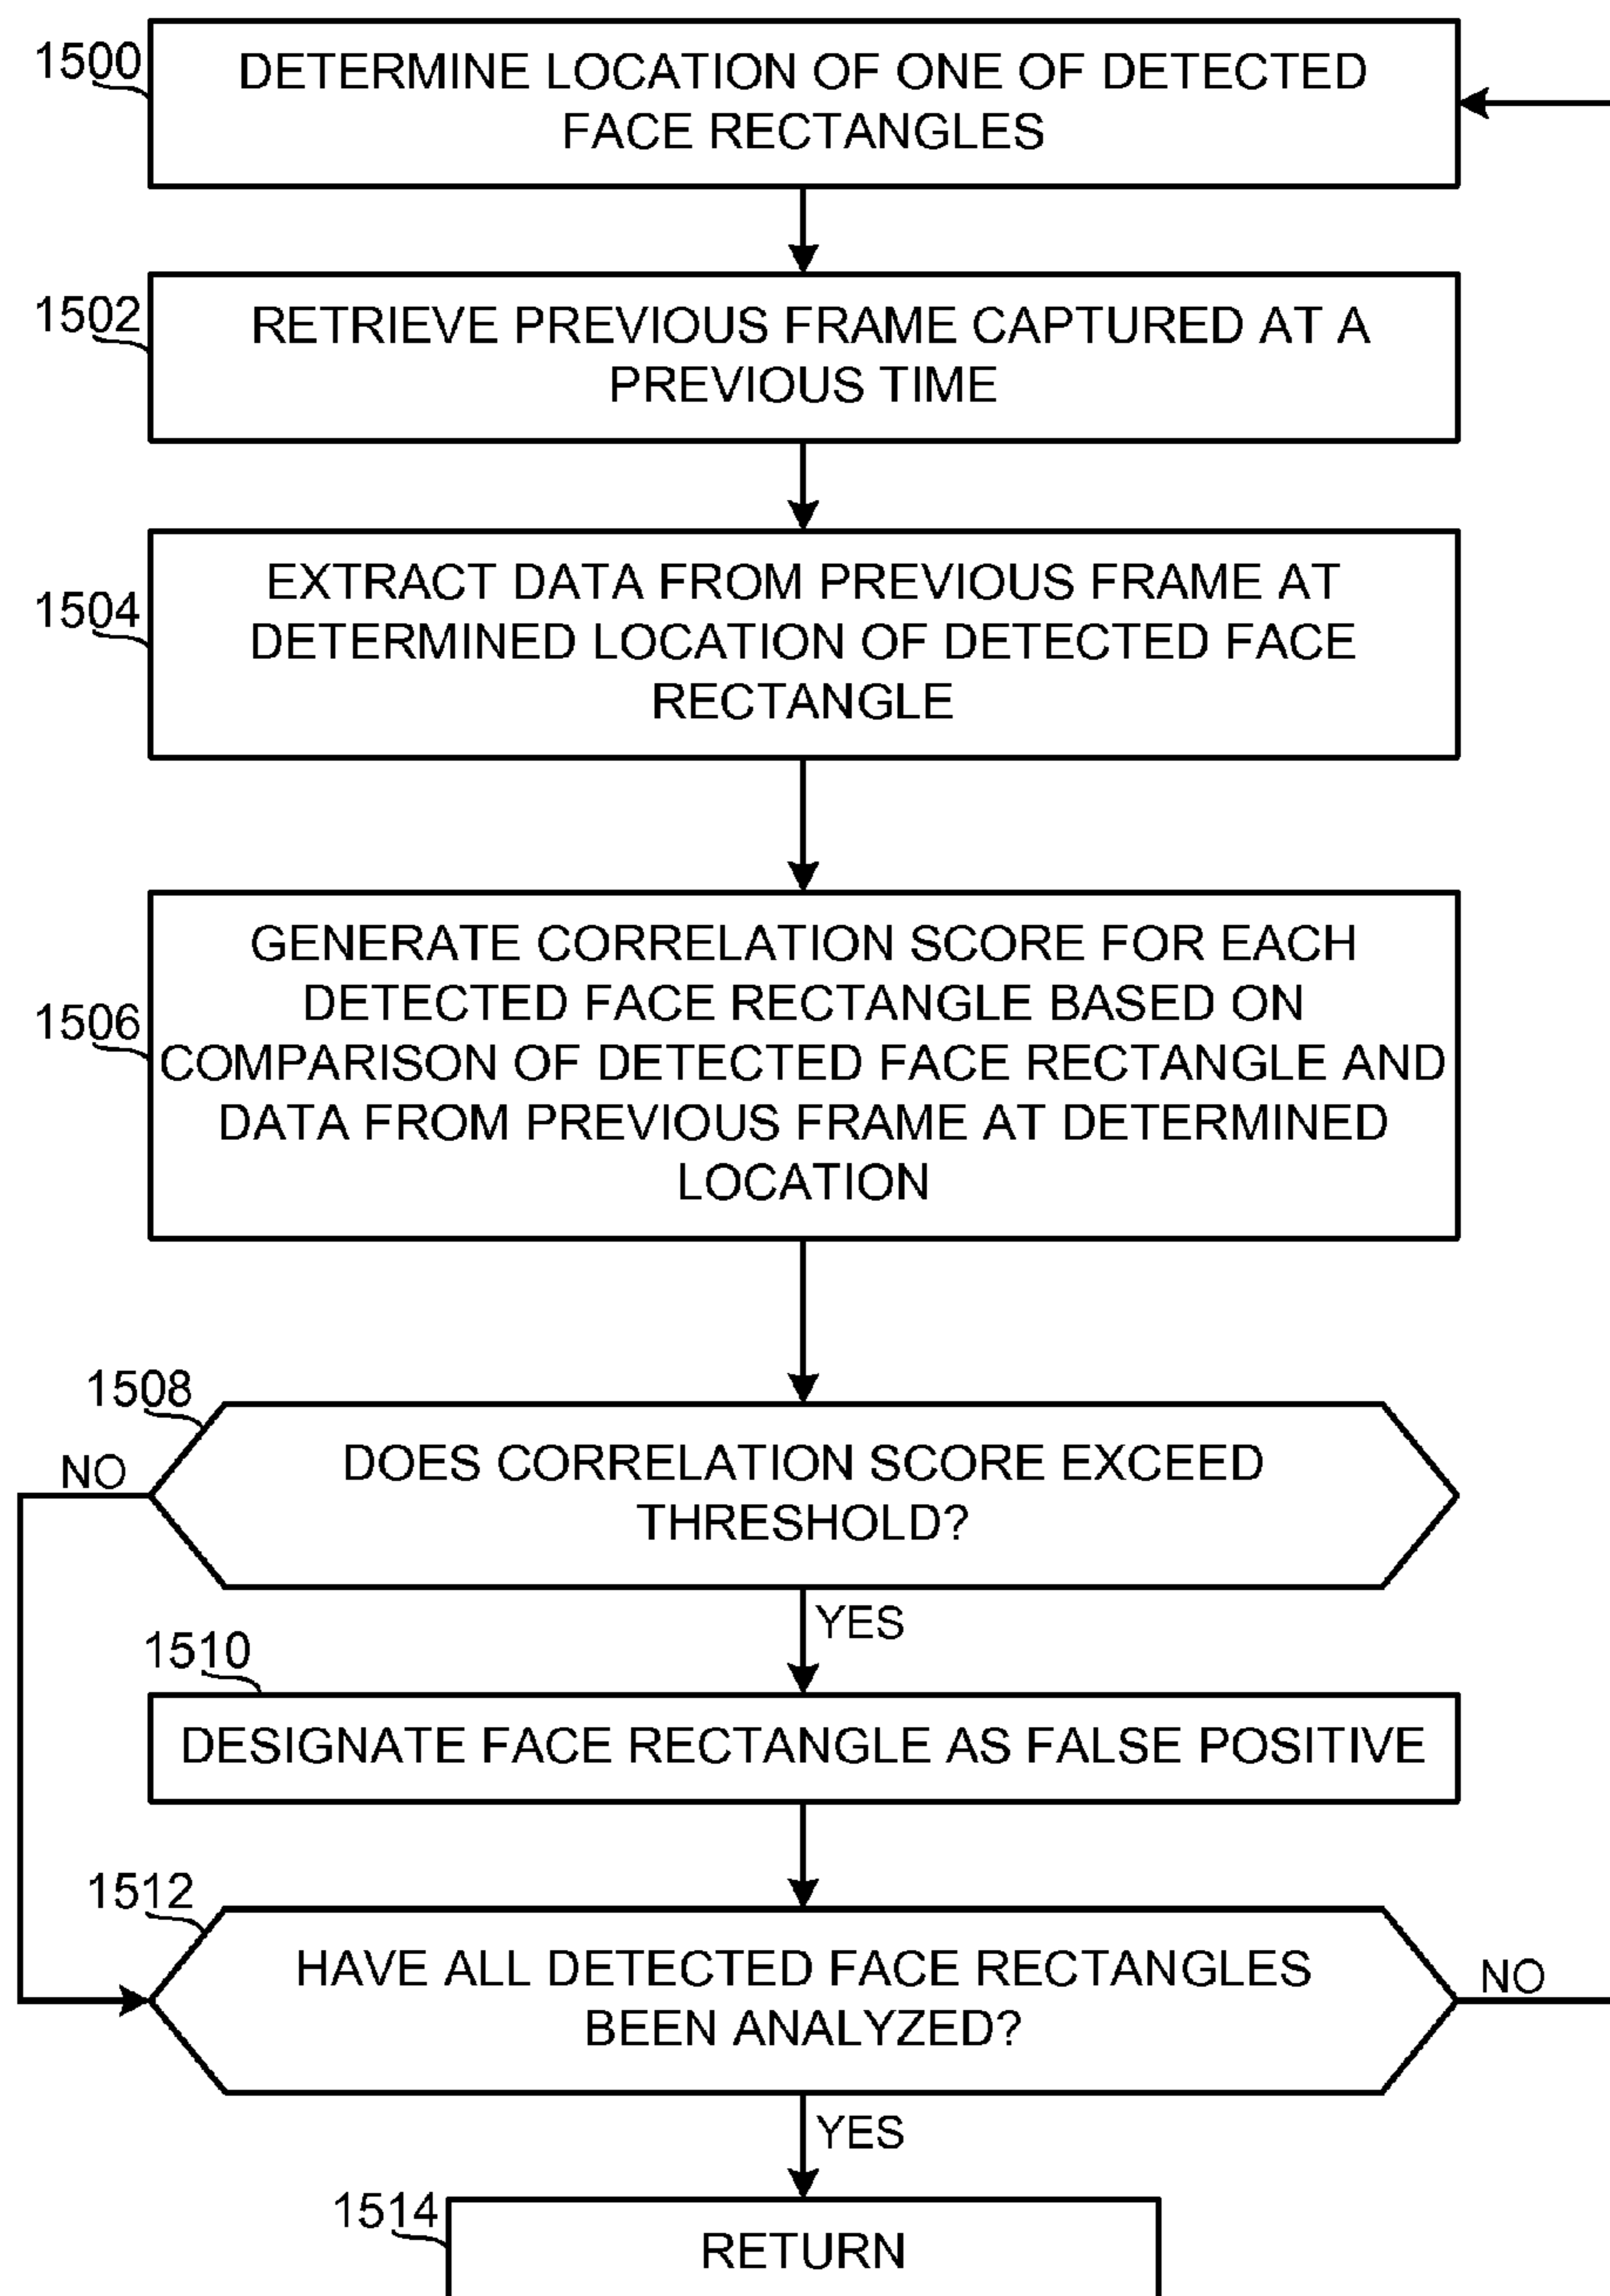 1500
DETERMINE LOCATION OF ONE OF DETECTED
FACE RECTANGLES
1502
RETRIEVE PREVIOUS FRAME CAPTURED AT A
PREVIOUS TIME
1504
EXTRACT DATA FROM PREVIOUS FRAME AT
DETERMINED LOCATION OF DETECTED FACE
RECTANGLE
1506
GENERATE CORRELATION SCORE FOR EACH
DETECTED FACE RECTANGLE BASED ON
COMPARISON OF DETECTED FACE RECTANGLE AND
DATA FROM PREVIOUS FRAME AT DETERMINED
LOCATION
1508
NO
DOES CORRELATION SCORE EXCEED
THRESHOLD?
YES
1510
DESIGNATE FACE RECTANGLE AS FALSE POSITIVE
1512
HAVE ALL DETECTED FACE RECTANGLES
BEEN ANALYZED?
NO
YES
1514
RETURN